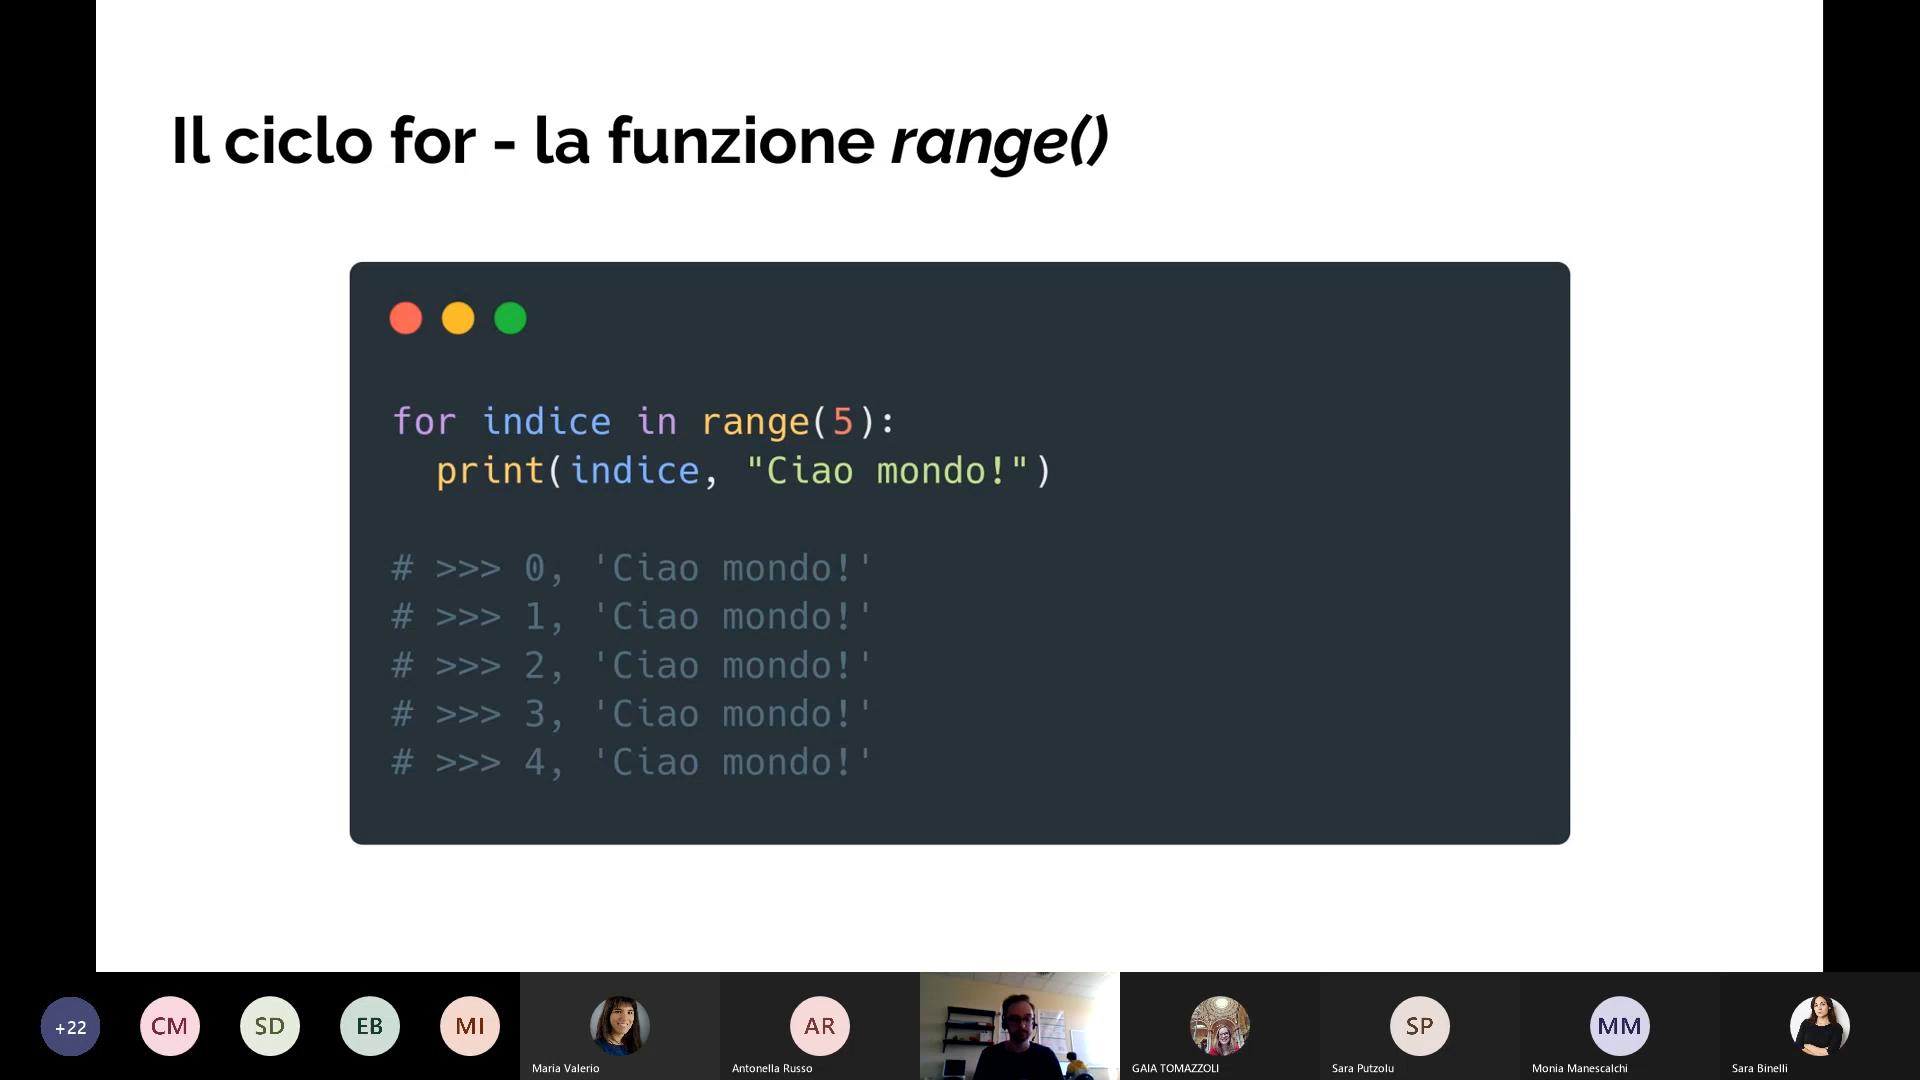 Il ciclo for - la funzione range()
for indice in range(5):
  print(indice, "Ciao mondo!")
# >>> 0, 'Ciao mondo!'
# >>> 1, 'Ciao mondo!'
# >>> 2, 'Ciao mondo!'
# >>> 3, 'Ciao mondo!'
# >>> 4, 'Ciao mondo!'
+22
CM
SD
EB
MI
Maria Valerio
AR
Antonella Russo
GAIA TOMAZZOLI
SP
Sara Putzolu
MM
Monia Manescalchi
Sara Binelli